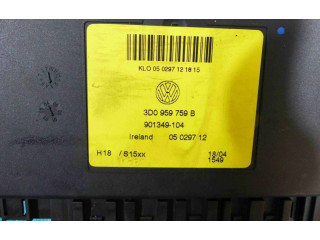 KLO 05 0297 12 18 15
3D0 959 759 B
901349-104
Ireland 05 0297 12
H18 / 815xx 18/04
1549